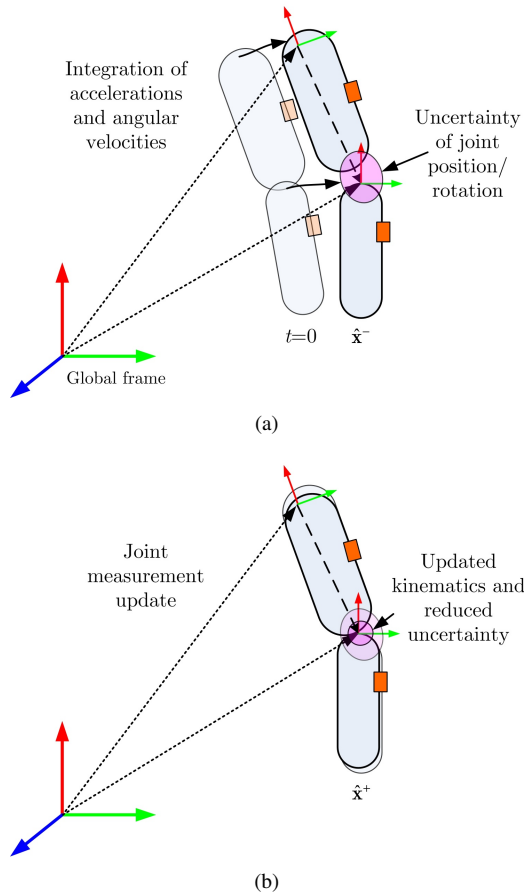 Integration of
accelerations
and angular
velocities
Uncertainty
of joint
position/
rotation
t=0
x̂⁻
Global frame
(a)
Joint
measurement
update
Updated
kinematics and
reduced
uncertainty
x̂⁺
(b)